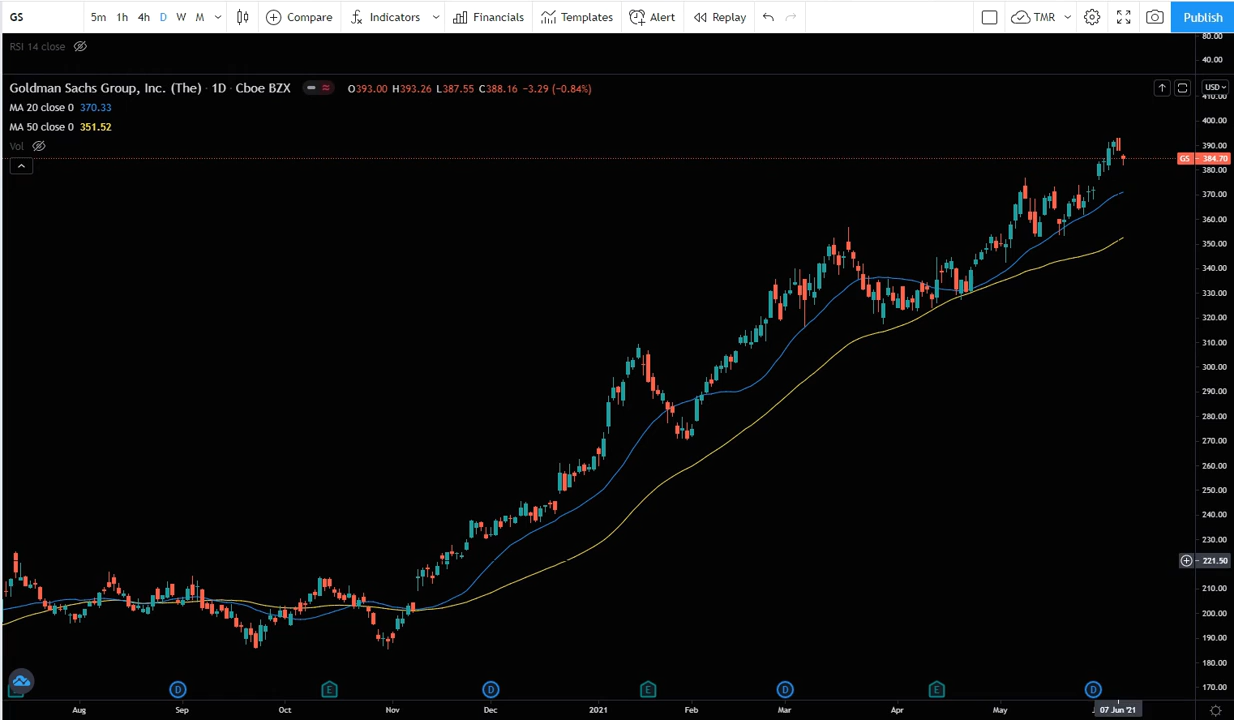 GS 5m 1h 4h D W M Compare Indicators Financials Templates Alert Replay TMR Publish
RSI 14 close
80.00
40.00
Goldman Sachs Group, Inc. (The) · 1D · Cboe BZX O393.00 H393.26 L387.55 C388.16 −3.29 (−0.84%)
USD
MA 20 close 0 370.33
MA 50 close 0 351.52
Vol
410.00
400.00
390.00
GS 384.70
380.00
370.00
360.00
350.00
340.00
330.00
320.00
310.00
300.00
290.00
280.00
270.00
260.00
250.00
240.00
230.00
221.50
210.00
200.00
190.00
180.00
170.00
D E D E D E D
Aug Sep Oct Nov Dec 2021 Feb Mar Apr May 07 Jun '21